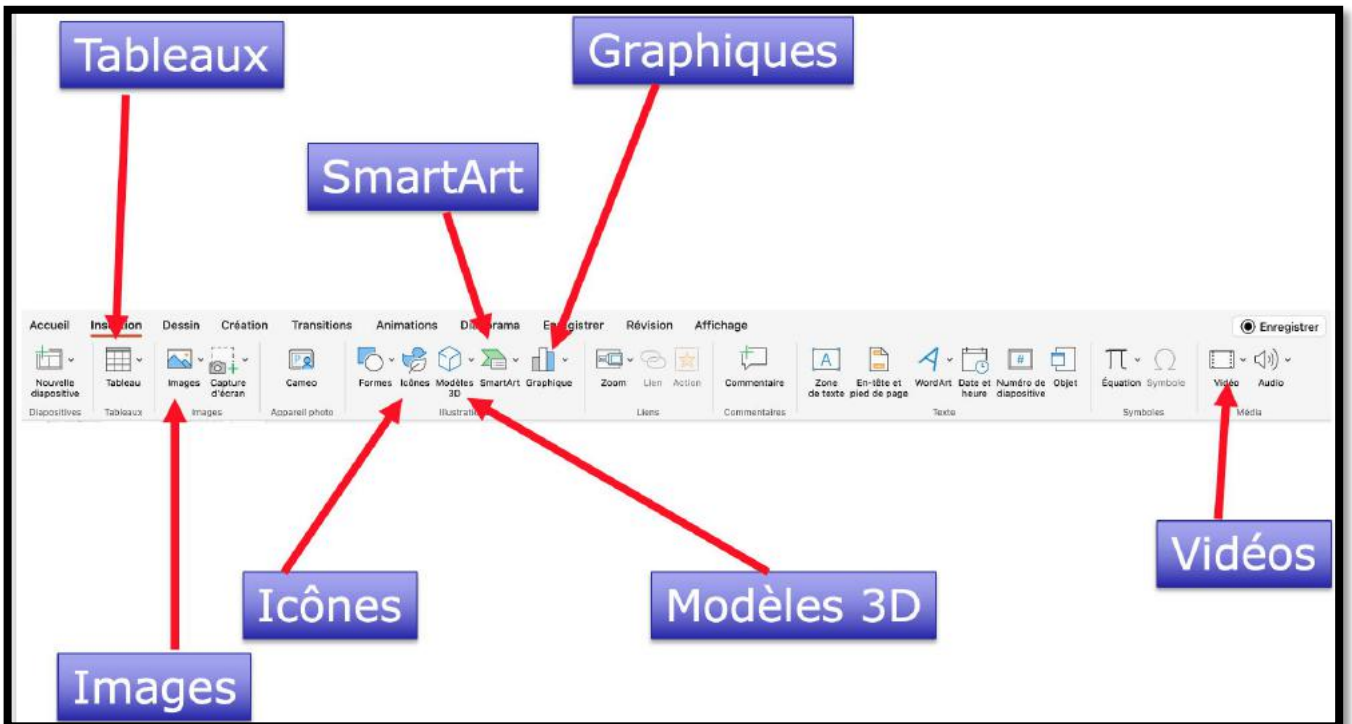 Tableaux
Graphiques
SmartArt
Accueil Insertion Dessin Création Transitions Animations Diaporama Enregistrer Révision Affichage Enregistrer
Nouvelle diapositive
Tableau
Images
Capture d'écran
Cameo
Formes
Icônes
Modèles 3D
SmartArt
Graphique
Zoom
Lien
Action
Commentaire
Zone de texte
En-tête et pied de page
WordArt
Date et heure
Numéro de diapositive
Objet
Équation
Symbole
Vidéo
Audio
Diapositives Tableaux Images Appareil photo Illustrations Liens Commentaires Texte Symboles Média
Vidéos
Icônes
Modèles 3D
Images